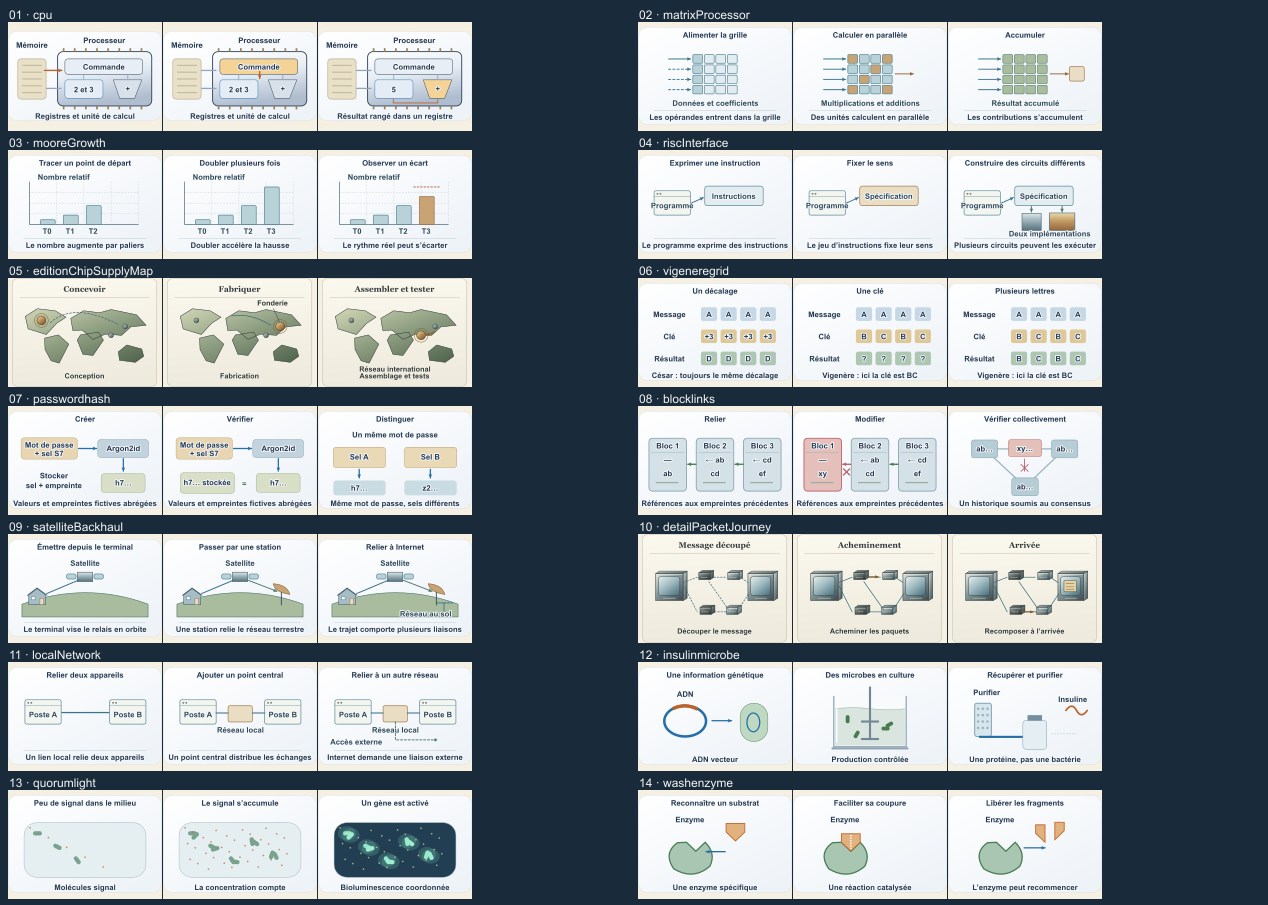 01 · cpu
Mémoire
Processeur
Commande
2 et 3
+
Registres et unité de calcul
Mémoire
Processeur
Commande
2 et 3
+
Registres et unité de calcul
Mémoire
Processeur
Commande
5
+
Résultat rangé dans un registre
02 · matrixProcessor
Alimenter la grille
Données et coefficients
Les opérandes entrent dans la grille
Calculer en parallèle
Multiplications et additions
Des unités calculent en parallèle
Accumuler
Résultat accumulé
Les contributions s'accumulent
03 · mooreGrowth
Tracer un point de départ
Nombre relatif
T0 T1 T2
Le nombre augmente par paliers
Doubler plusieurs fois
Nombre relatif
T0 T1 T2 T3
Doubler accélère la hausse
Observer un écart
Nombre relatif
T0 T1 T2 T3
Le rythme réel peut s'écarter
04 · riscInterface
Exprimer une instruction
Programme
Instructions
Le programme exprime des instructions
Fixer le sens
Programme
Spécification
Le jeu d'instructions fixe leur sens
Construire des circuits différents
Programme
Spécification
Deux implémentations
Plusieurs circuits peuvent les exécuter
05 · editionChipSupplyMap
Concevoir
Conception
Fabriquer
Fonderie
Fabrication
Assembler et tester
Réseau international
Assemblage et tests
06 · vigeneregrid
Un décalage
Message A A A A
Clé +3 +3 +3 +3
Résultat D D D D
César : toujours le même décalage
Une clé
Message A A A A
Clé B C B C
Résultat ? ? ? ?
Vigenère : ici la clé est BC
Plusieurs lettres
Message A A A A
Clé B C B C
Résultat B C B C
Vigenère : ici la clé est BC
07 · passwordhash
Créer
Mot de passe
+ sel S7
Argon2id
Stocker
sel + empreinte
h7…
Valeurs et empreintes fictives abrégées
Vérifier
Mot de passe
+ sel S7
Argon2id
h7… stockée
=
h7…
Valeurs et empreintes fictives abrégées
Distinguer
Un même mot de passe
Sel A
Sel B
h7…
z2…
Même mot de passe, sels différents
08 · blocklinks
Relier
Bloc 1 Bloc 2 Bloc 3
— ← ab ← cd
ab cd ef
Références aux empreintes précédentes
Modifier
Bloc 1 Bloc 2 Bloc 3
— ← ab ← cd
xy cd ef
Références aux empreintes précédentes
Vérifier collectivement
ab… xy… ab…
ab…
Un historique soumis au consensus
09 · satelliteBackhaul
Émettre depuis le terminal
Satellite
Le terminal vise le relais en orbite
Passer par une station
Satellite
Une station relie le réseau terrestre
Relier à Internet
Satellite
Réseau au sol
Le trajet comporte plusieurs liaisons
10 · detailPacketJourney
Message découpé
Découper le message
Acheminement
Acheminer les paquets
Arrivée
Recomposer à l'arrivée
11 · localNetwork
Relier deux appareils
Poste A
Poste B
Un lien local relie deux appareils
Ajouter un point central
Poste A
Poste B
Réseau local
Un point central distribue les échanges
Relier à un autre réseau
Poste A
Poste B
Réseau local
Accès externe
Internet demande une liaison externe
12 · insulinmicrobe
Une information génétique
ADN
ADN vecteur
Des microbes en culture
Production contrôlée
Récupérer et purifier
Purifier
Insuline
Une protéine, pas une bactérie
13 · quorumlight
Peu de signal dans le milieu
Molécules signal
Le signal s'accumule
La concentration compte
Un gène est activé
Bioluminescence coordonnée
14 · washenzyme
Reconnaître un substrat
Enzyme
Une enzyme spécifique
Faciliter sa coupure
Enzyme
Une réaction catalysée
Libérer les fragments
Enzyme
L'enzyme peut recommencer